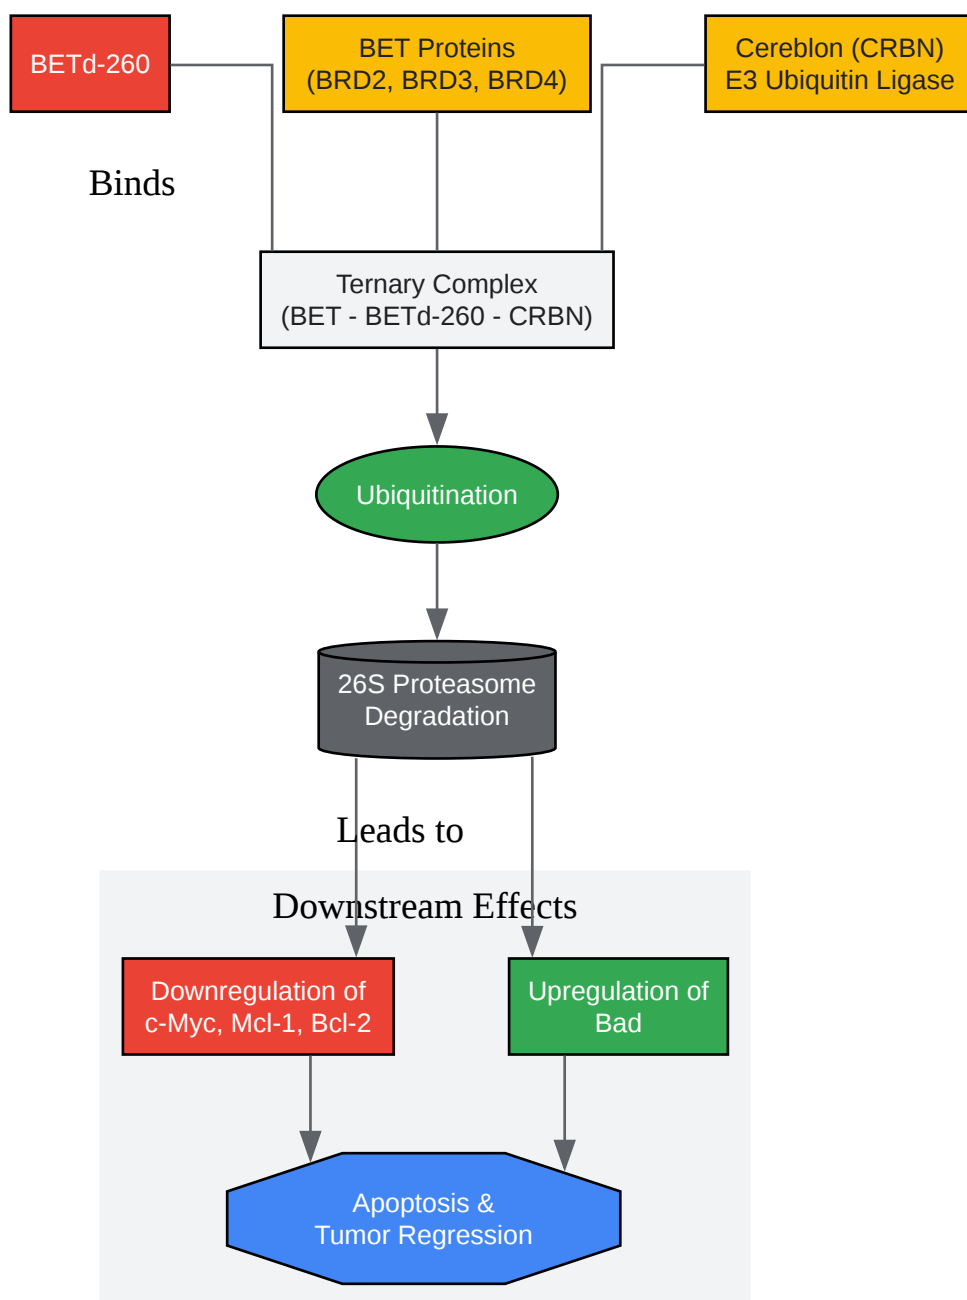 BETd-260
BET Proteins
(BRD2, BRD3, BRD4)
Cereblon (CRBN)
E3 Ubiquitin Ligase
Binds
Ternary Complex
(BET - BETd-260 - CRBN)
Ubiquitination
26S Proteasome
Degradation
Leads to
Downstream Effects
Downregulation of
c-Myc, Mcl-1, Bcl-2
Upregulation of
Bad
Apoptosis &
Tumor Regression